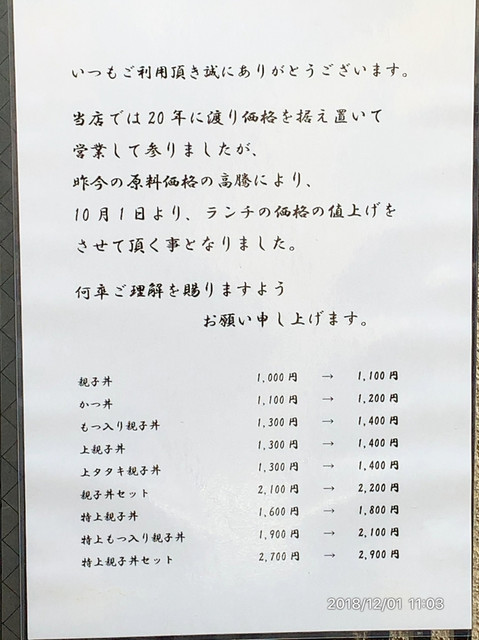 いつもご利用頂き誠にありがとうございます。
当店では20年に渡り価格を据え置いて
営業して参りましたが、
昨今の原料価格の高騰により、
10月1日より、ランチの価格の値上げを
させて頂く事となりました。
何卒ご理解を賜りますよう
お願い申し上げます。
親子丼 1,000円 → 1,100円
かつ丼 1,100円 → 1,200円
もつ入り親子丼 1,300円 → 1,400円
上親子丼 1,300円 → 1,400円
上タタキ親子丼 1,300円 → 1,400円
親子丼セット 2,100円 → 2,200円
特上親子丼 1,600円 → 1,800円
特上もつ入り親子丼 1,900円 → 2,100円
特上親子丼セット 2,700円 → 2,900円
2018/12/01 11:03